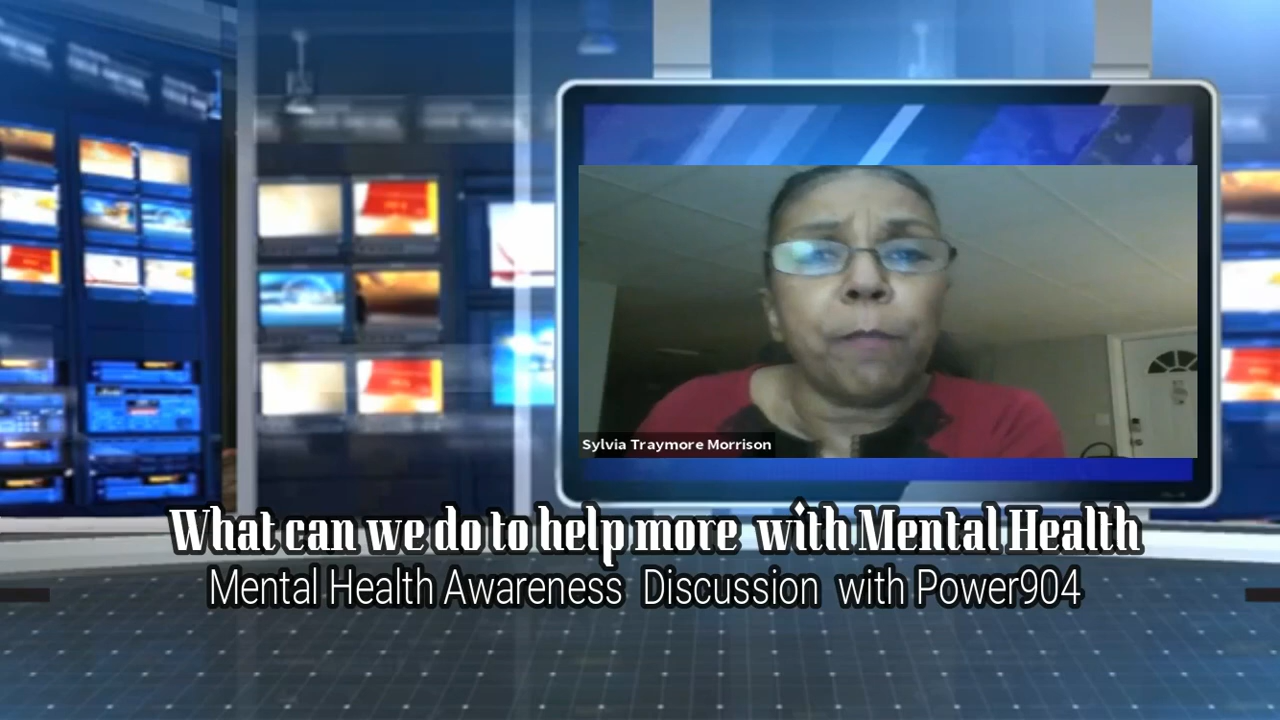 Sylvia Traymore Morrison
What can we do to help more with Mental Health
Mental Health Awareness Discussion with Power904